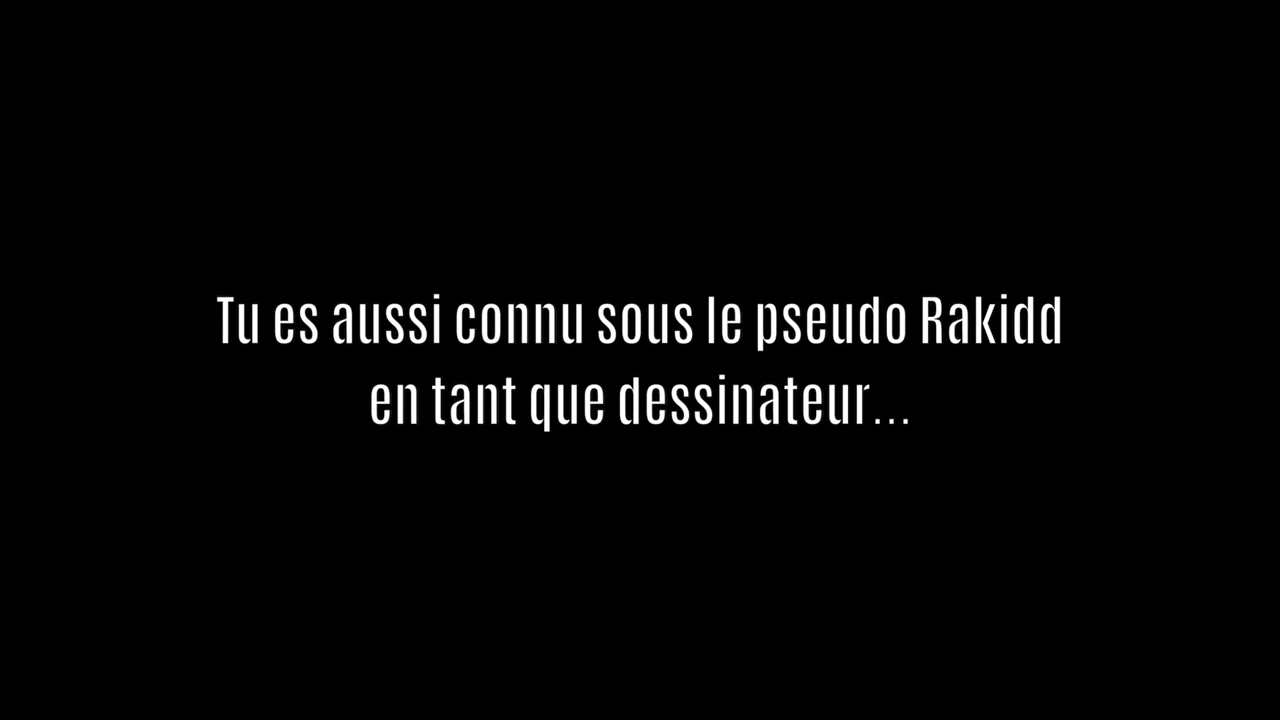 Tu es aussi connu sous le pseudo Rakidd
en tant que dessinateur...